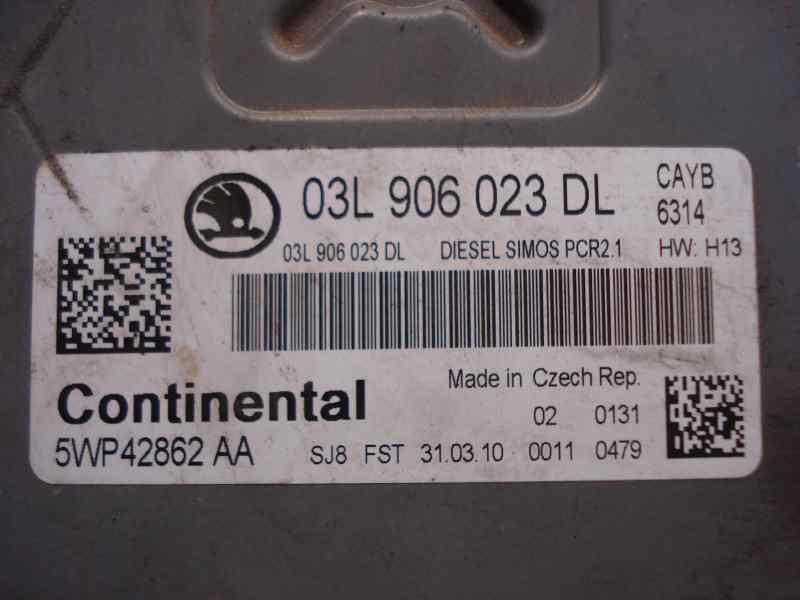 03L 906 023 DL CAYB
6314
03L 906 023 DL DIESEL SIMOS PCR2.1 HW: H13
Continental Made in Czech Rep.
02 0131
5WP42862 AA SJ8 FST 31.03.10 0011 0479